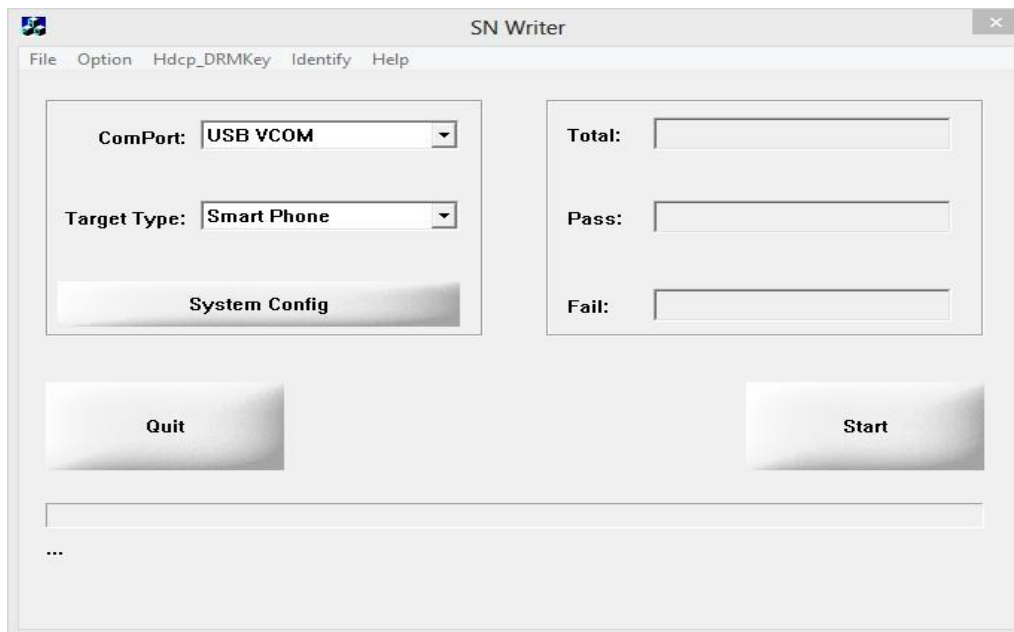 SN Writer
File Option Hdcp_DRMKey Identify Help
ComPort: USB VCOM
Target Type: Smart Phone
System Config
Total:
Pass:
Fail:
Quit
Start
...